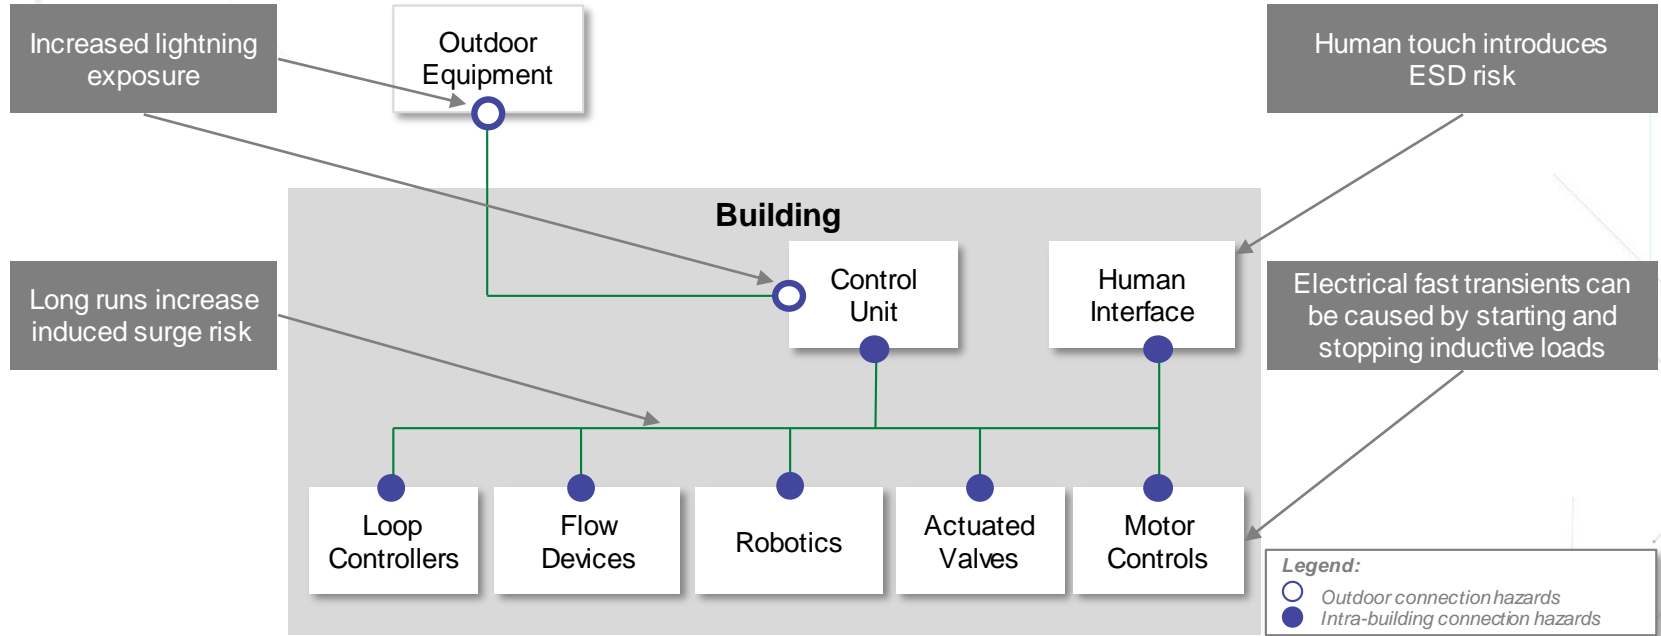 Increased lightning
exposure
Outdoor
Equipment
Human touch introduces
ESD risk
Building
Long runs increase
induced surge risk
Control
Unit
Human
Interface
Electrical fast transients can
be caused by starting and
stopping inductive loads
Loop
Controllers
Flow
Devices
Robotics
Actuated
Valves
Motor
Controls
Legend:
Outdoor connection hazards
Intra-building connection hazards